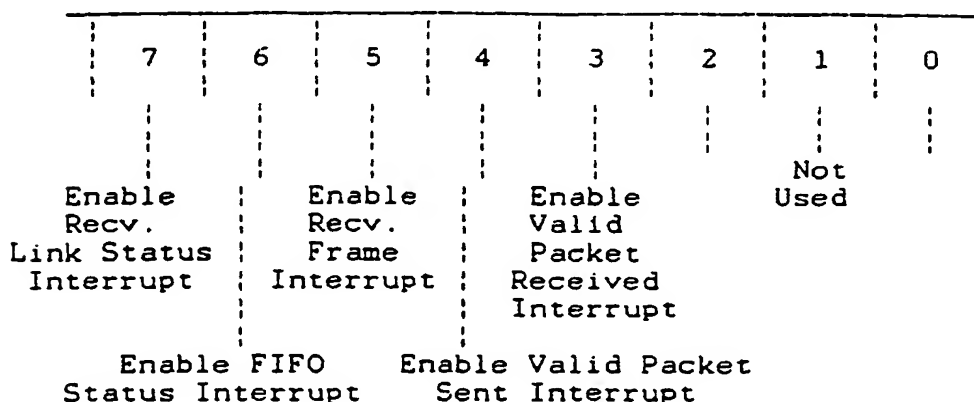 7 6 5 4 3 2 1 0
Not
Used
Enable
Recv.
Link Status
Interrupt
Enable
Recv.
Frame
Interrupt
Enable
Valid
Packet
Received
Interrupt
Enable FIFO
Status Interrupt
Enable Valid Packet
Sent Interrupt